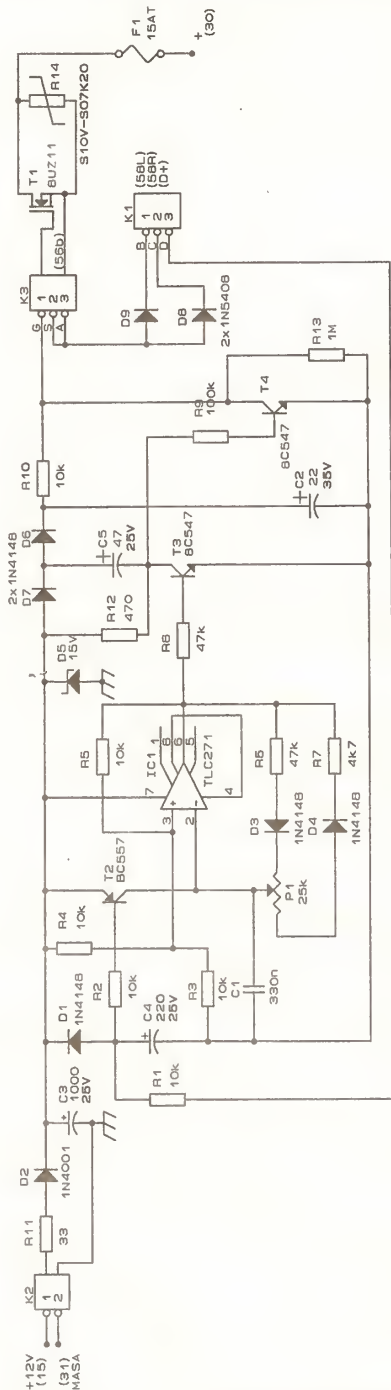 +12V
(15)
(31)
MASA
K2
1
2
R11
33
D2
1N4001
C3
1000
25V
D1
1N4148
R4
10k
R2
10k
C4
220
25V
R1
10k
R3
10k
C1
330n
T2
BC557
R5
10k
7
3
2
4
IC1
1
8
6
5
TLC271
P1
25k
D3
1N4148
D4
1N4148
R6
47k
R7
4k7
D5
15V
R8
47k
R12
470
2x1N4148
D7
D6
C5
47
25V
T3
BC547
R10
10k
C2
22
35V
R9
100k
T4
BC547
R13
1M
D9
D8
2x1N5408
K3
G
S
A
1
2
3
(56b)
K1
B
C
D
1
2
3
(58L)
(58R)
(D+)
T1
BUZ11
R14
S10V-S07K20
F1
15AT
+
(30)